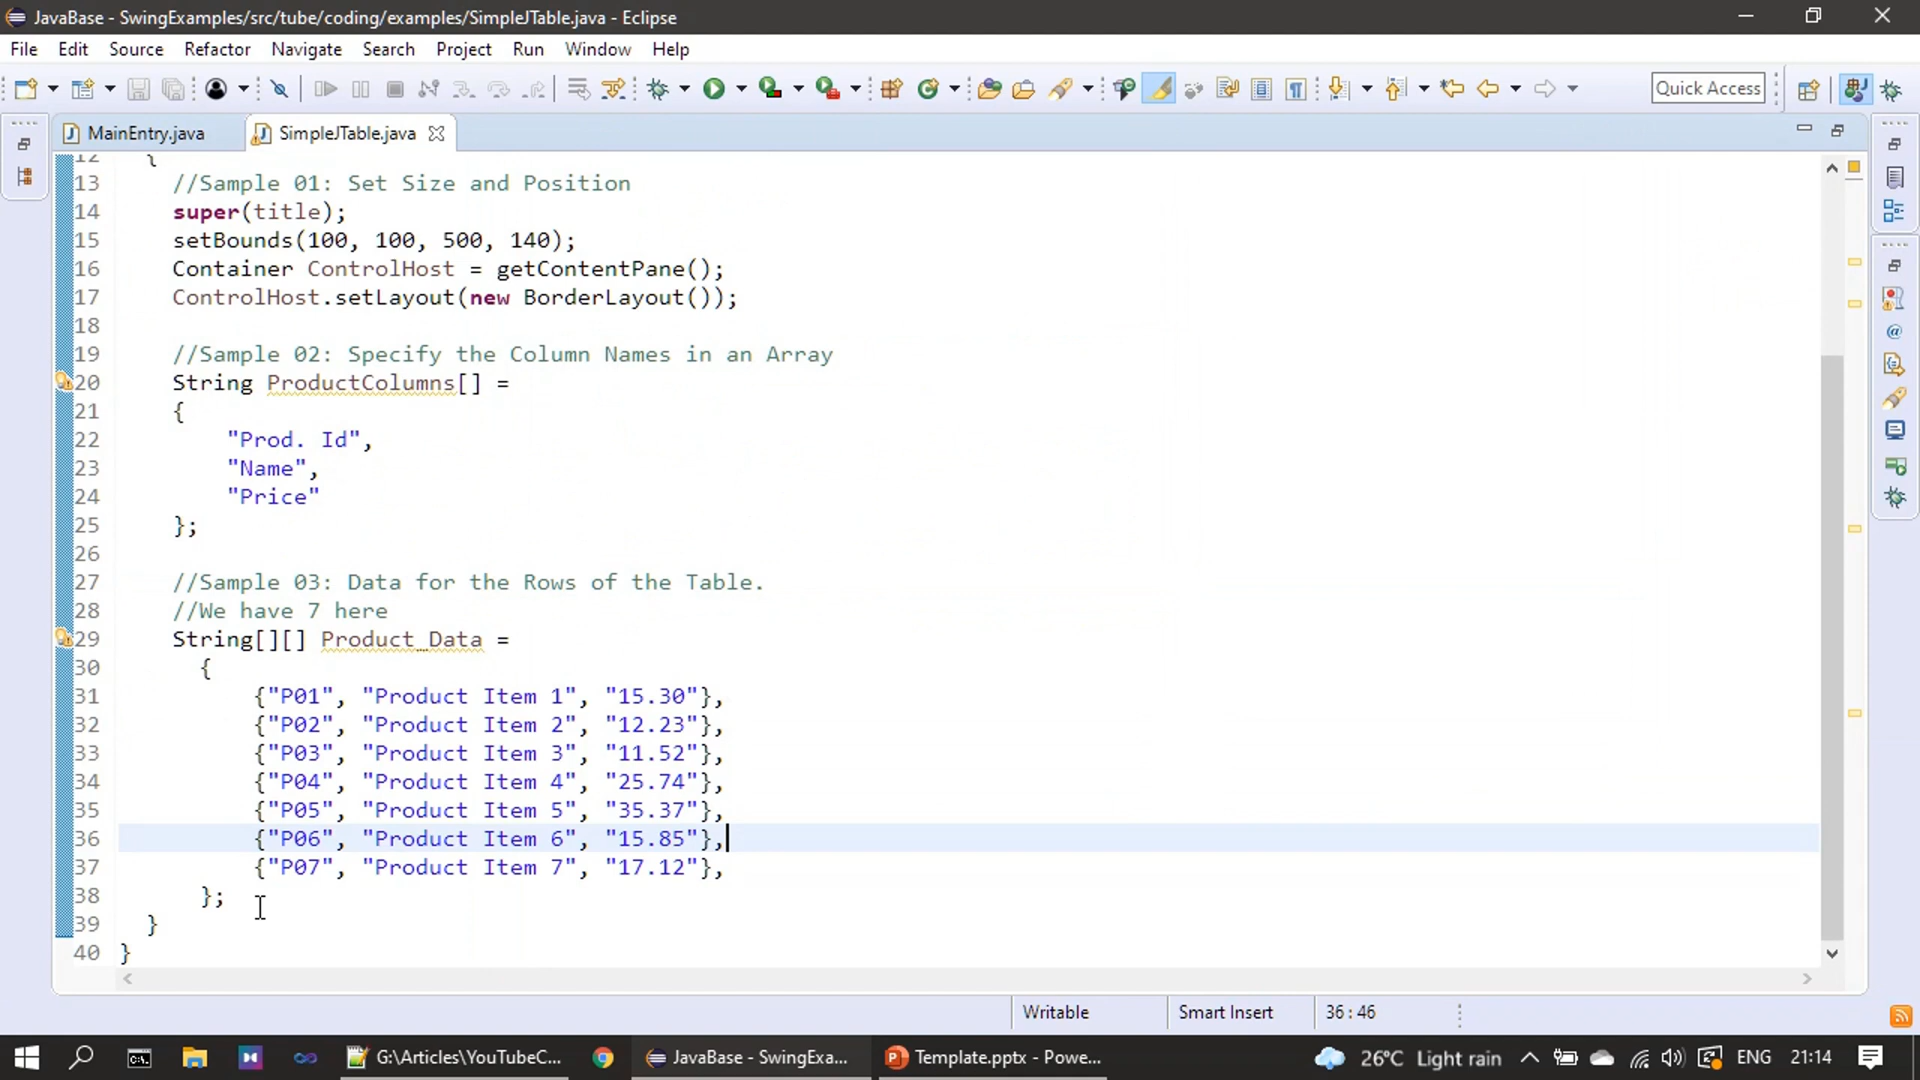 JavaBase - SwingExamples/src/tube/coding/examples/SimpleJTable.java - Eclipse
File Edit Source Refactor Navigate Search Project Run Window Help
Quick Access
MainEntry.java SimpleJTable.java
12 {
13 //Sample 01: Set Size and Position
14 super(title);
15 setBounds(100, 100, 500, 140);
16 Container ControlHost = getContentPane();
17 ControlHost.setLayout(new BorderLayout());
18
19 //Sample 02: Specify the Column Names in an Array
20 String ProductColumns[] =
21 {
22 "Prod. Id",
23 "Name",
24 "Price"
25 };
26
27 //Sample 03: Data for the Rows of the Table.
28 //We have 7 here
29 String[][] Product_Data =
30 {
31 {"P01", "Product Item 1", "15.30"},
32 {"P02", "Product Item 2", "12.23"},
33 {"P03", "Product Item 3", "11.52"},
34 {"P04", "Product Item 4", "25.74"},
35 {"P05", "Product Item 5", "35.37"},
36 {"P06", "Product Item 6", "15.85"},
37 {"P07", "Product Item 7", "17.12"},
38 };
39 }
40 }
Writable Smart Insert 36 : 46
G:\Articles\YouTubeC... JavaBase - SwingExa... Template.pptx - Powe... 26°C Light rain ENG 21:14